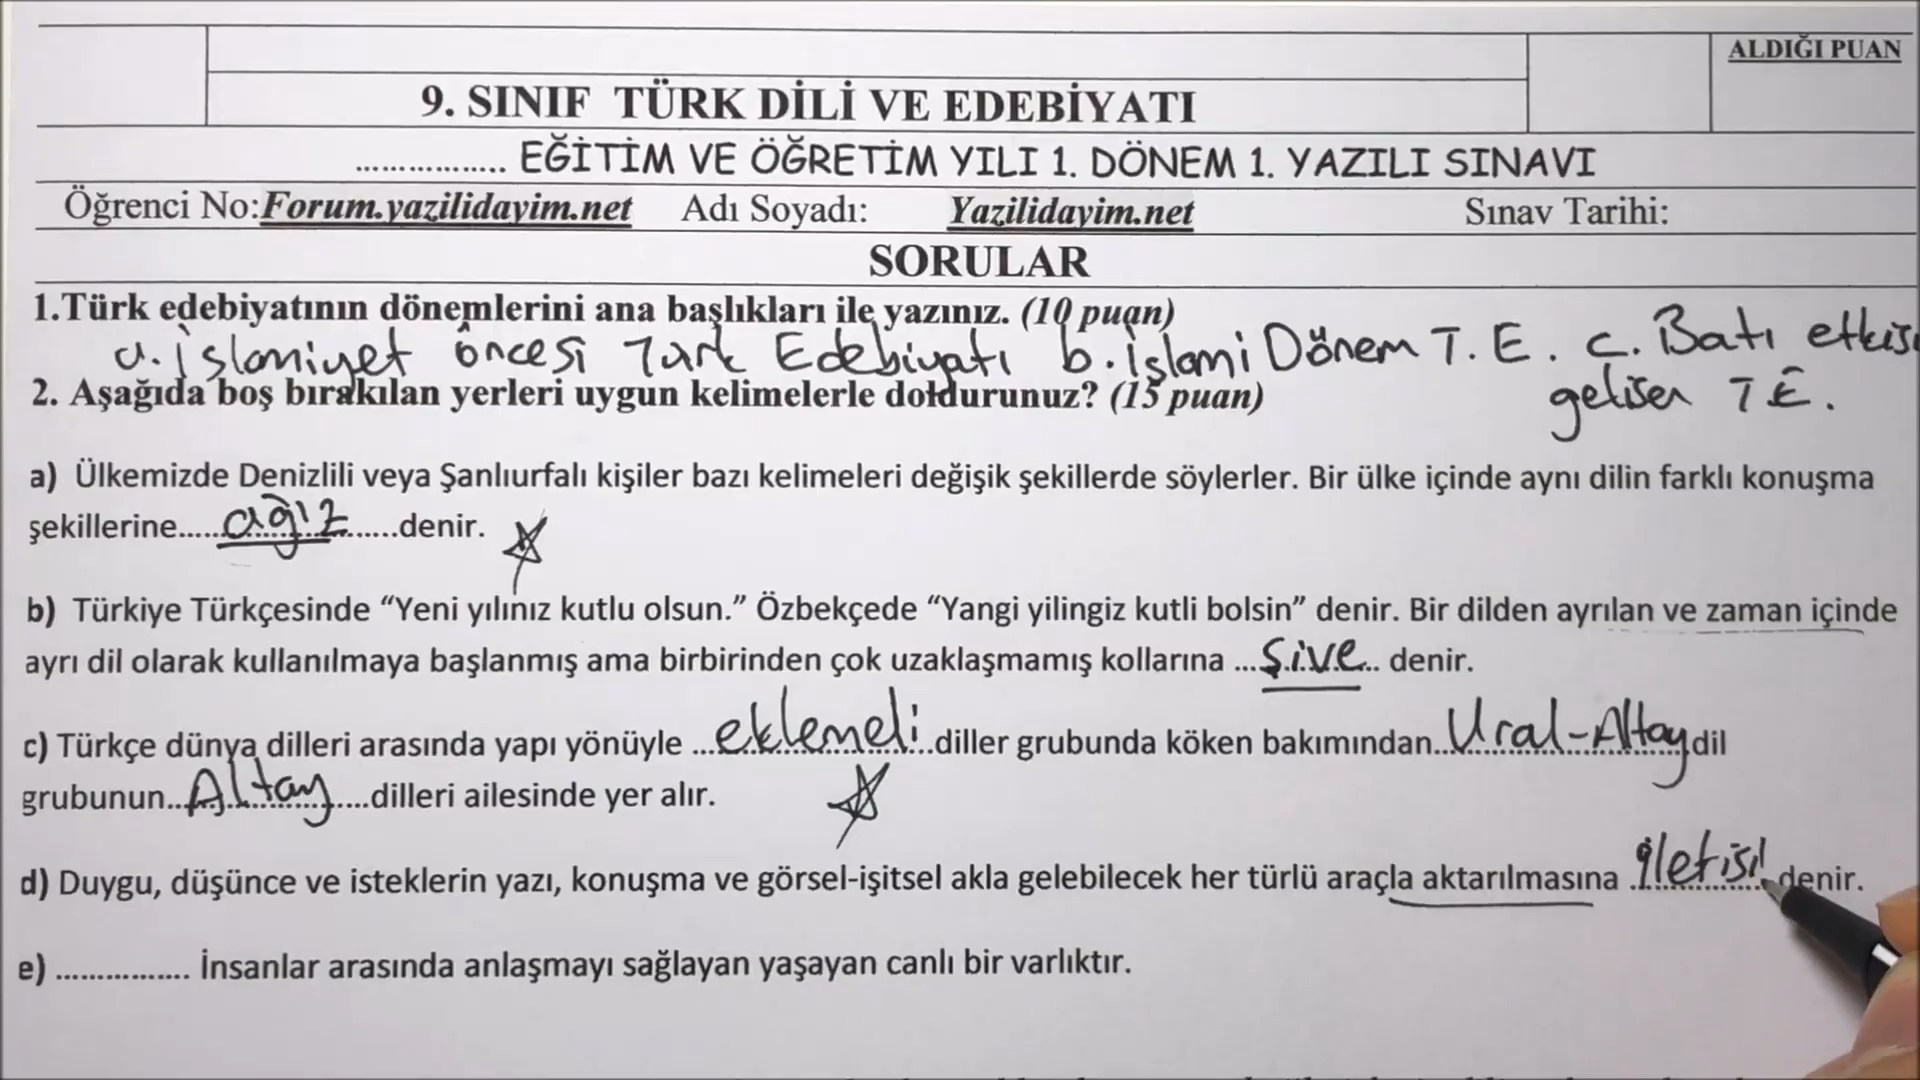 ALDIĞI PUAN
9. SINIF TÜRK DİLİ VE EDEBİYATI
................ EĞİTİM VE ÖĞRETİM YILI 1. DÖNEM 1. YAZILI SINAVI
Öğrenci No:Forum.yazilidayim.net Adı Soyadı: Yazilidayim.net Sınav Tarihi:
SORULAR
1.Türk edebiyatının dönemlerini ana başlıkları ile yazınız. (10 puan)
a. İslamiyet öncesi Türk Edebiyatı b. İslami Dönem T. E. c. Batı etkisi
gelişen T E.
2. Aşağıda boş bırakılan yerleri uygun kelimelerle doldurunuz? (15 puan)
a) Ülkemizde Denizlili veya Şanlıurfalı kişiler bazı kelimeleri değişik şekillerde söylerler. Bir ülke içinde aynı dilin farklı konuşma
şekillerine.....ağız......denir.
b) Türkiye Türkçesinde “Yeni yılınız kutlu olsun.” Özbekçede “Yangi yilingiz kutli bolsin” denir. Bir dilden ayrılan ve zaman içinde
ayrı dil olarak kullanılmaya başlanmış ama birbirinden çok uzaklaşmamış kollarına ...şive.. denir.
c) Türkçe dünya dilleri arasında yapı yönüyle ...eklemeli..diller grubunda köken bakımından..Ural-Altay dil
grubunun...Altay.....dilleri ailesinde yer alır.
d) Duygu, düşünce ve isteklerin yazı, konuşma ve görsel-işitsel akla gelebilecek her türlü araçla aktarılmasına ..iletişi denir.
e) ................ İnsanlar arasında anlaşmayı sağlayan yaşayan canlı bir varlıktır.